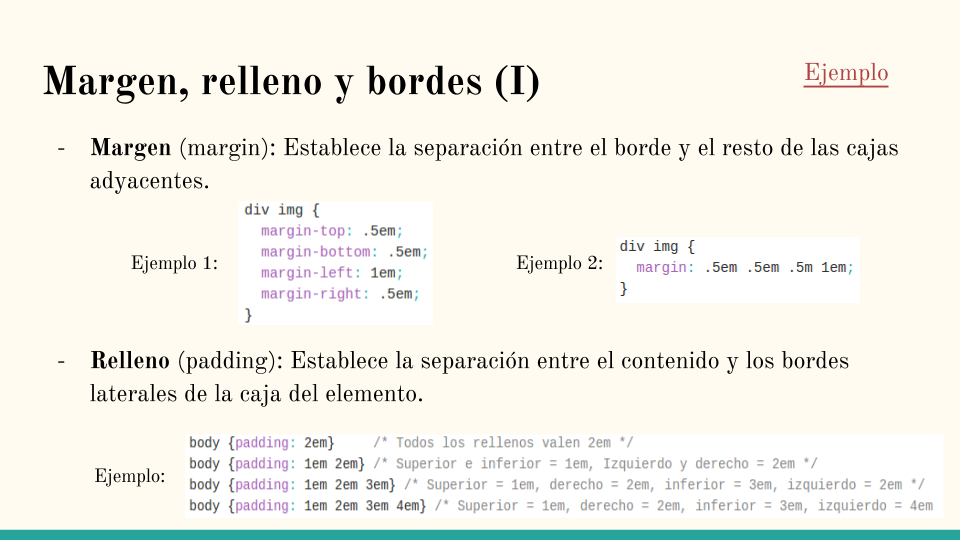 Margen, relleno y bordes (I)
Ejemplo
- Margen (margin): Establece la separación entre el borde y el resto de las cajas
adyacentes.
Ejemplo 1:
div img {
  margin-top: .5em;
  margin-bottom: .5em;
  margin-left: 1em;
  margin-right: .5em;
}
Ejemplo 2:
div img {
  margin: .5em .5em .5m 1em;
}
- Relleno (padding): Establece la separación entre el contenido y los bordes
laterales de la caja del elemento.
Ejemplo:
body {padding: 2em}     /* Todos los rellenos valen 2em */
body {padding: 1em 2em} /* Superior e inferior = 1em, Izquierdo y derecho = 2em */
body {padding: 1em 2em 3em} /* Superior = 1em, derecho = 2em, inferior = 3em, izquierdo = 2em */
body {padding: 1em 2em 3em 4em} /* Superior = 1em, derecho = 2em, inferior = 3em, izquierdo = 4em